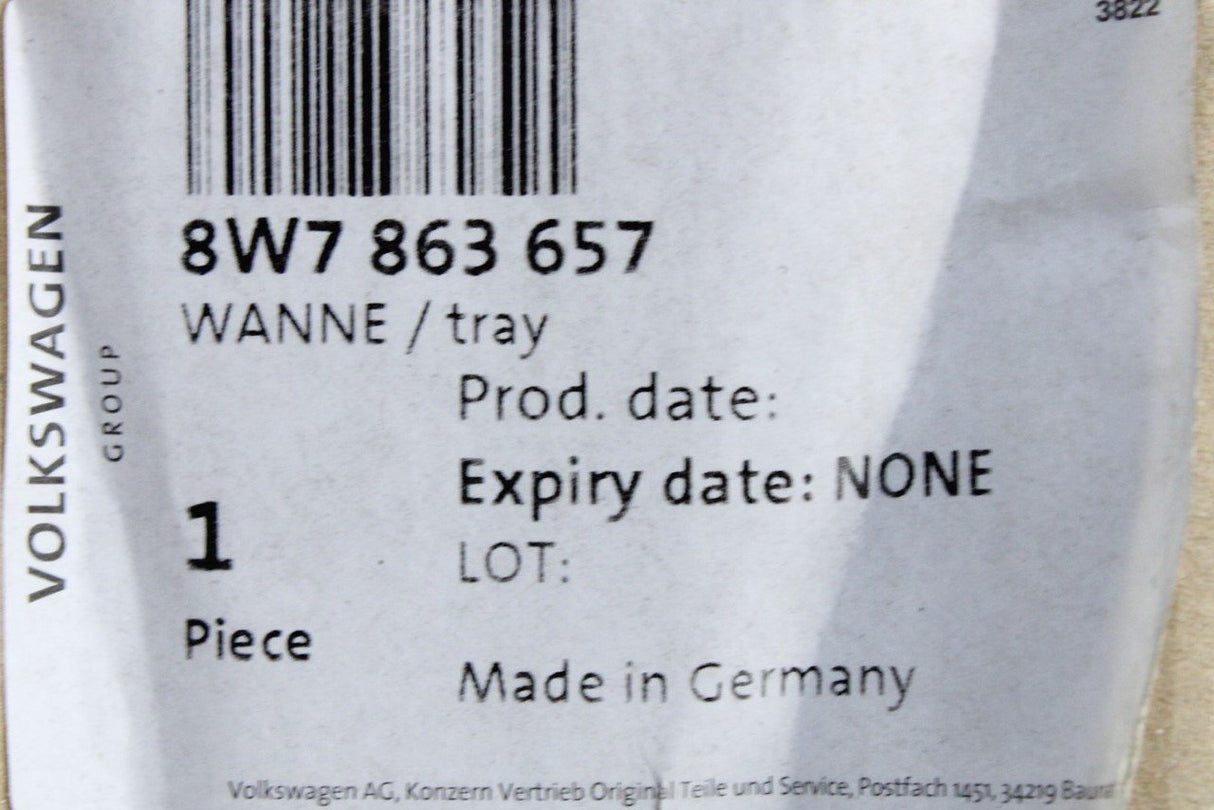 3822
8W7 863 657
WANNE / tray
Prod. date:
Expiry date: NONE
LOT:
1
Piece
Made in Germany
VOLKSWAGEN
GROUP
Volkswagen AG, Konzern Vertrieb Original Teile und Service, Postfach 1451, 34219